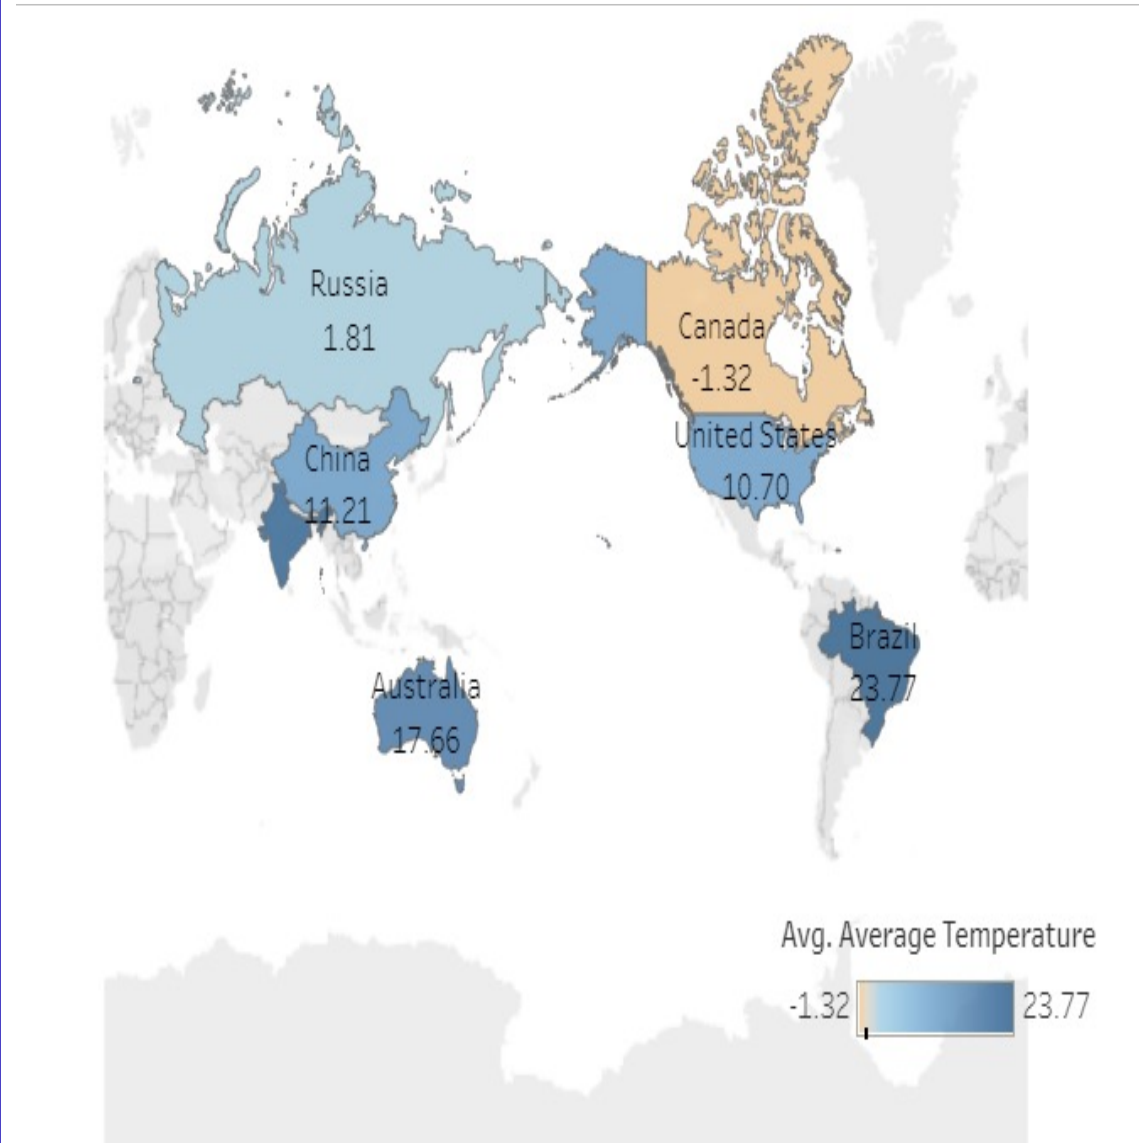 Russia
1.81
Canada
-1.32
United States
10.70
China
11.21
Brazil
23.77
Australia
17.66
Avg. Average Temperature
-1.32 23.77